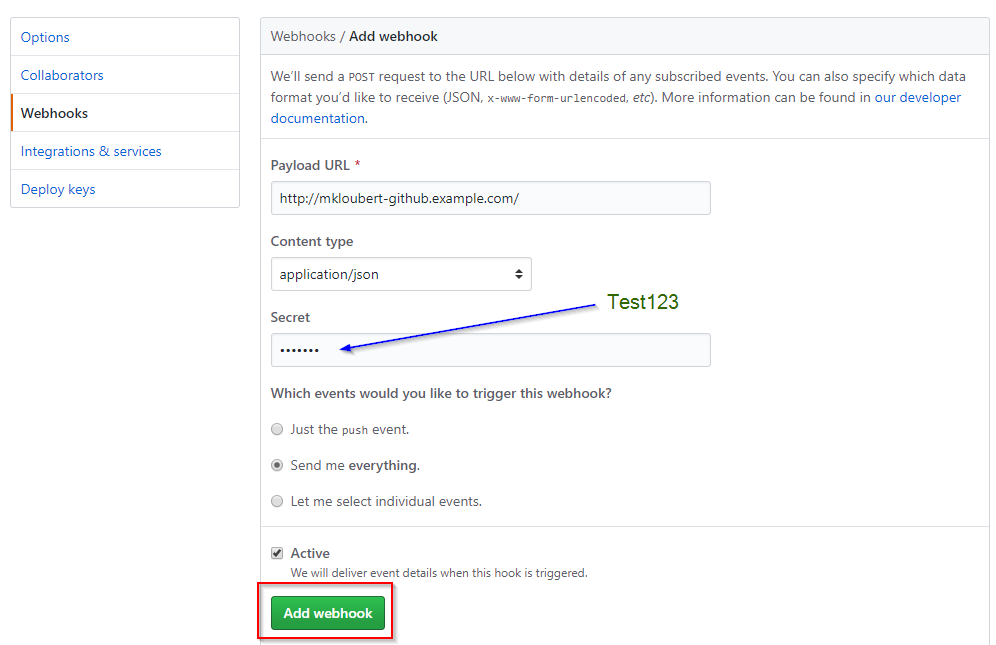 Options
Collaborators
Webhooks
Integrations & services
Deploy keys
Webhooks / Add webhook
We’ll send a POST request to the URL below with details of any subscribed events. You can also specify which data
format you’d like to receive (JSON, x-www-form-urlencoded, etc). More information can be found in our developer
documentation.
Payload URL *
http://mkloubert-github.example.com/
Content type
application/json
Test123
Secret
•••••••
Which events would you like to trigger this webhook?
Just the push event.
Send me everything.
Let me select individual events.
Active
We will deliver event details when this hook is triggered.
Add webhook